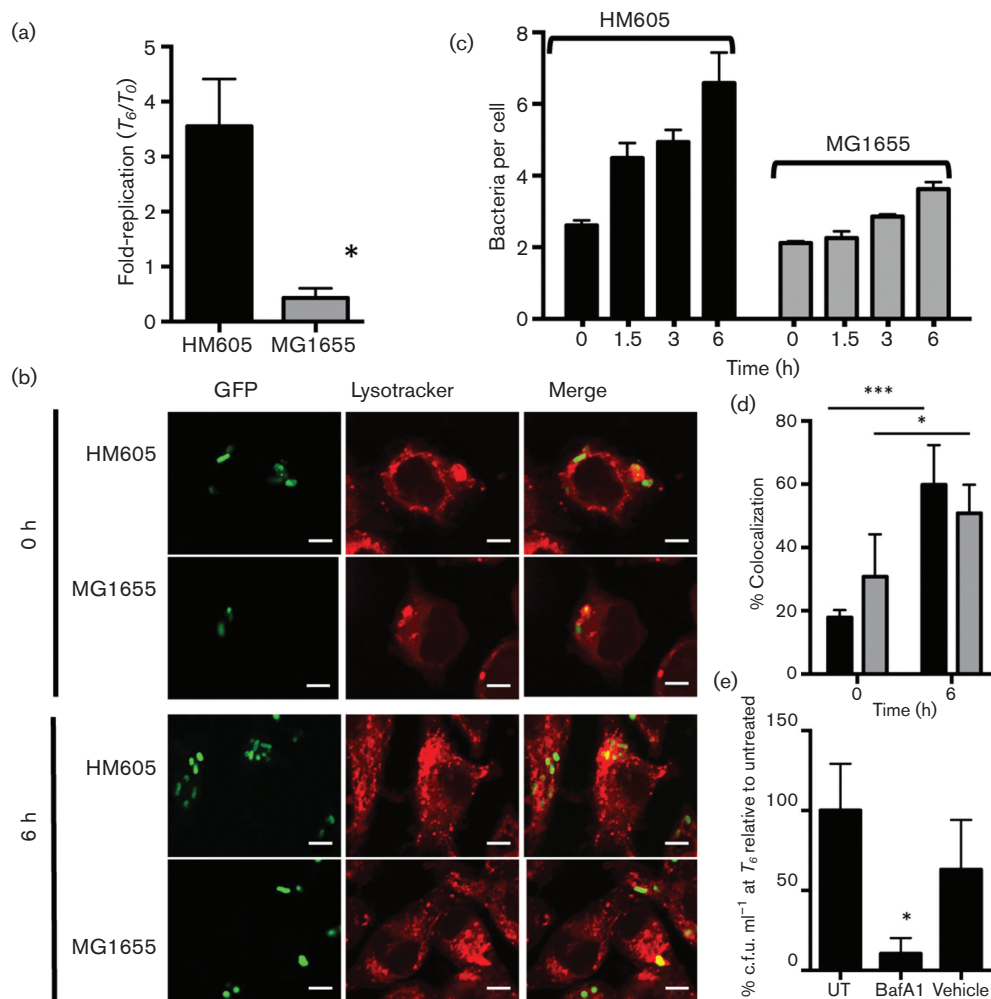 (a)
Fold-replication (T6/T0)
5
4
3
2
1
0
*
HM605
MG1655
(c)
HM605
MG1655
Bacteria per cell
8
6
4
2
0
0 1.5 3 6 0 1.5 3 6
Time (h)
(b)
GFP Lysotracker Merge
0 h
HM605
MG1655
6 h
HM605
MG1655
(d)
***
*
% Colocalization
80
60
40
20
0
0 6
Time (h)
(e)
% c.f.u. ml⁻¹ at T6 relative to untreated
150
100
50
0
*
UT BafA1 Vehicle